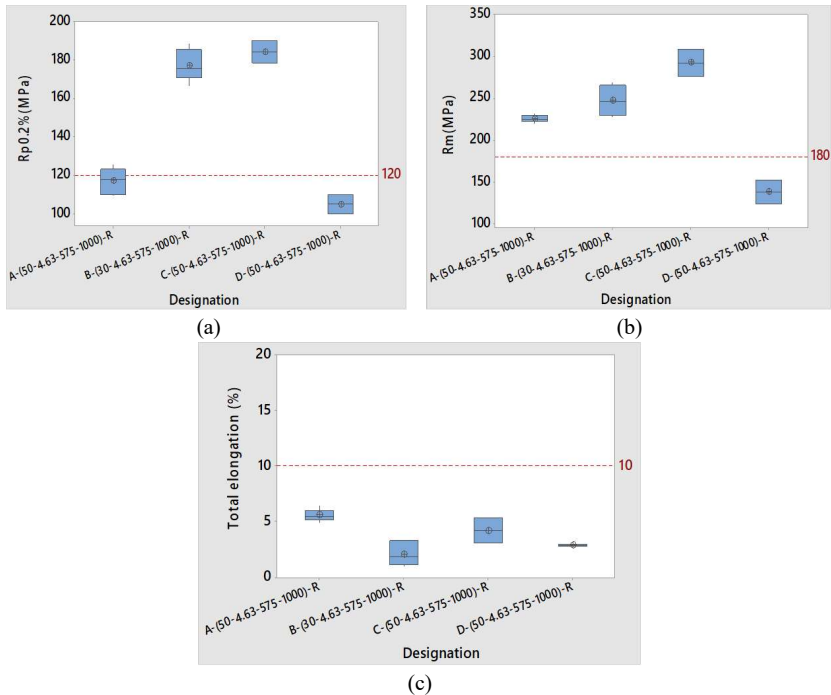 200
180
160
140
120
100
Rp0.2% (MPa)
120
A-(50-4.63-575-1000)-R
B-(30-4.63-575-1000)-R
C-(50-4.63-575-1000)-R
D-(50-4.63-575-1000)-R
Designation
(a)
350
300
250
200
150
100
Rm (MPa)
180
A-(50-4.63-575-1000)-R
B-(30-4.63-575-1000)-R
C-(50-4.63-575-1000)-R
D-(50-4.63-575-1000)-R
Designation
(b)
20
15
10
5
0
Total elongation (%)
10
A-(50-4.63-575-1000)-R
B-(30-4.63-575-1000)-R
C-(50-4.63-575-1000)-R
D-(50-4.63-575-1000)-R
Designation
(c)